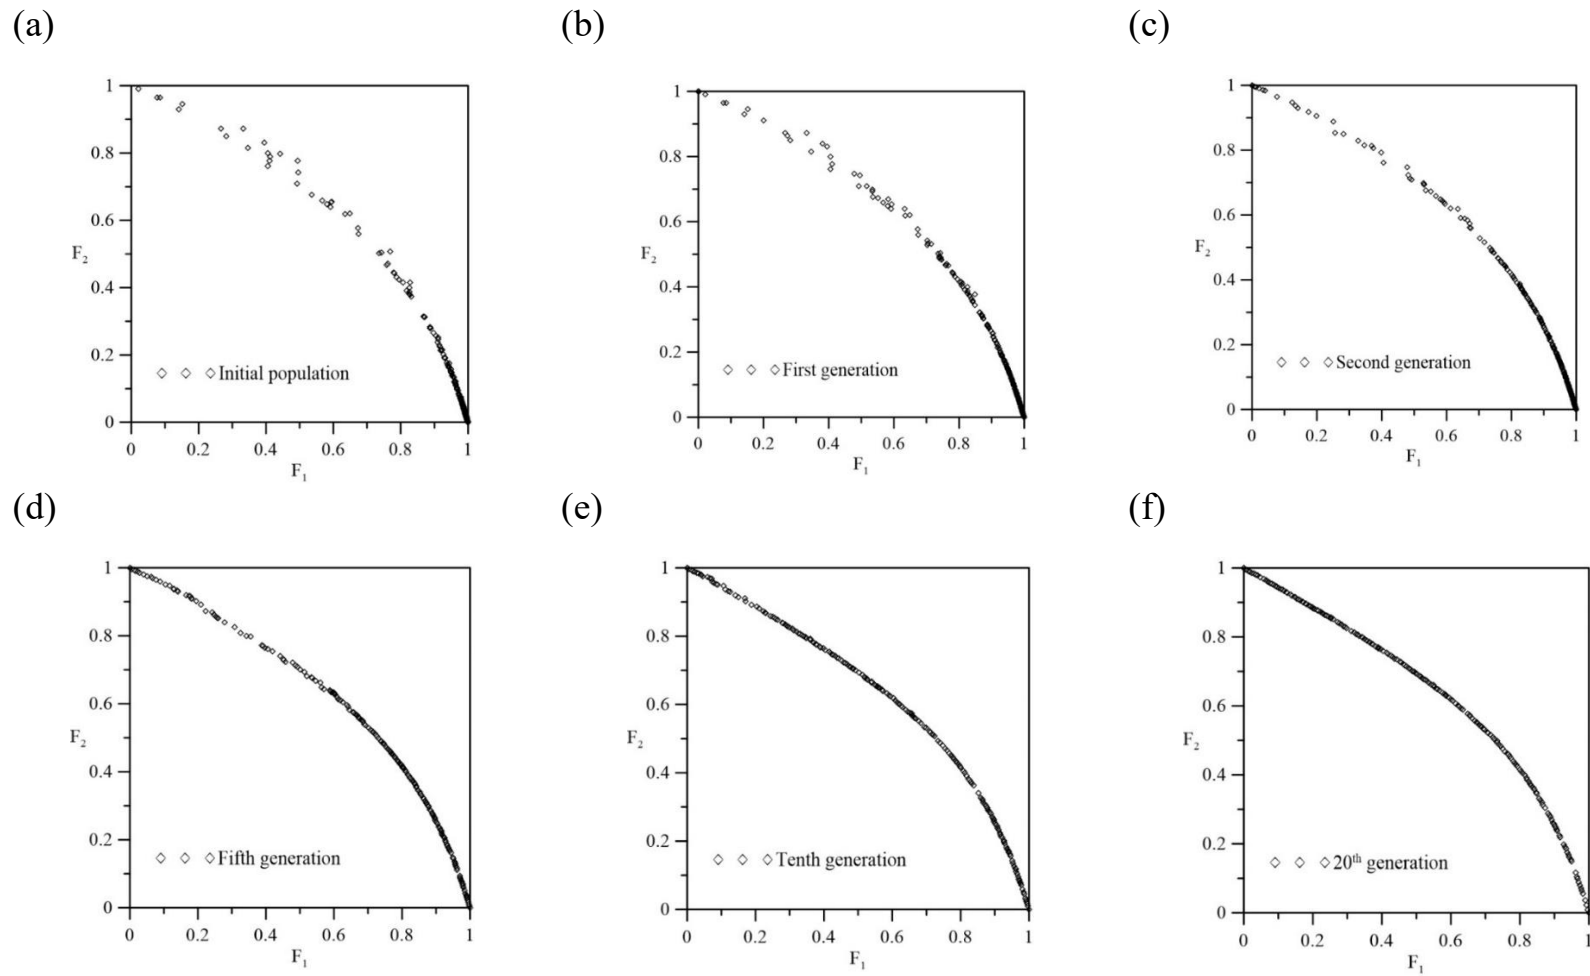 (a)
(b)
(c)
1
0.8
0.6
F₂
0.4
0.2
◇ ◇ ◇ Initial population
0
0 0.2 0.4 0.6 0.8 1
F₁
1
0.8
0.6
F₂
0.4
0.2
◇ ◇ ◇ First generation
0
0 0.2 0.4 0.6 0.8 1
F₁
1
0.8
0.6
F₂
0.4
0.2
◇ ◇ ◇ Second generation
0
0 0.2 0.4 0.6 0.8 1
F₁
(d)
(e)
(f)
1
0.8
0.6
F₂
0.4
0.2
◇ ◇ ◇ Fifth generation
0
0 0.2 0.4 0.6 0.8 1
F₁
1
0.8
0.6
F₂
0.4
0.2
◇ ◇ ◇ Tenth generation
0
0 0.2 0.4 0.6 0.8 1
F₁
1
0.8
0.6
F₂
0.4
0.2
◇ ◇ ◇ 20th generation
0
0 0.2 0.4 0.6 0.8 1
F₁